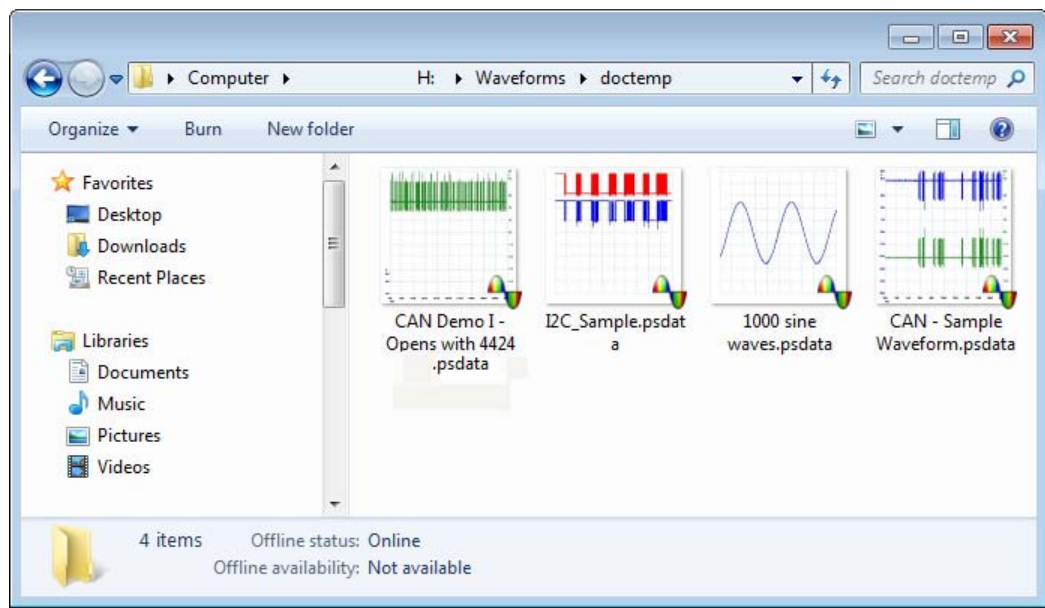 Computer H: Waveforms doctemp Search doctemp
Organize Burn New folder
Favorites
Desktop
Downloads
Recent Places
Libraries
Documents
Music
Pictures
Videos
CAN Demo I -
Opens with 4424
.psdata
I2C_Sample.psdat
a
1000 sine
waves.psdata
CAN - Sample
Waveform.psdata
4 items Offline status: Online
Offline availability: Not available